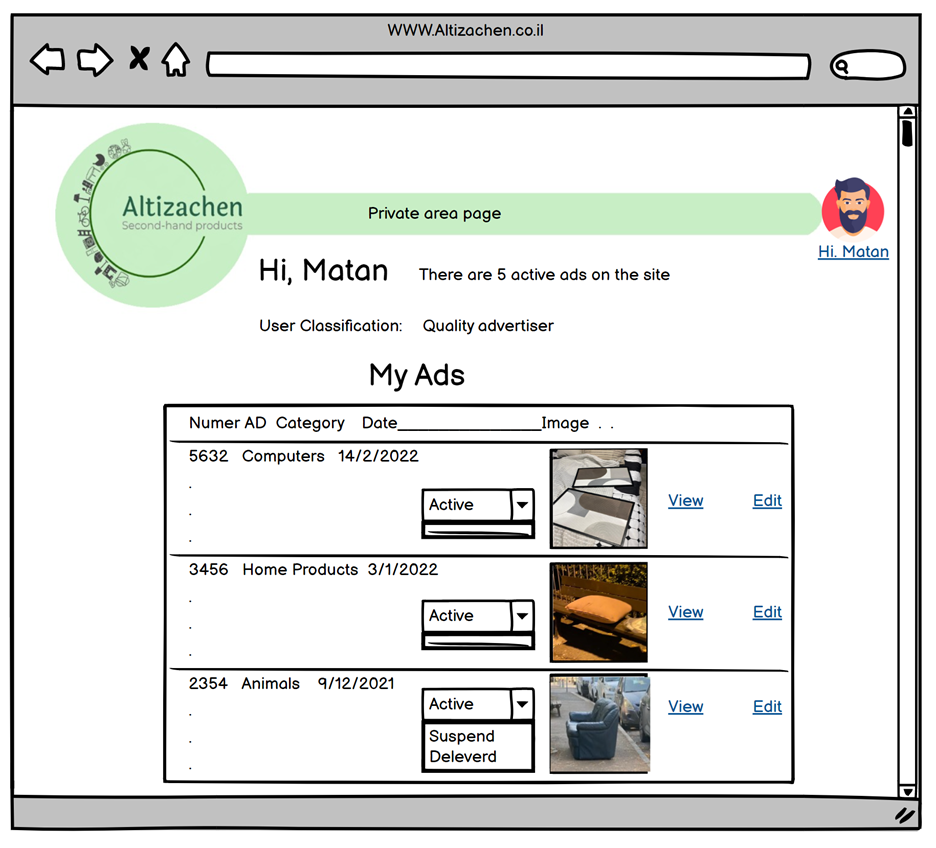 WWW.Altizachen.co.il
Altizachen
Second-hand products
Private area page
Hi. Matan
Hi, Matan There are 5 active ads on the site
User Classification: Quality advertiser
My Ads
Numer AD Category Date_________________Image . .
5632 Computers 14/2/2022
.
Active View Edit
.
.
3456 Home Products 3/1/2022
.
Active View Edit
.
.
2354 Animals 9/12/2021
Active View Edit
.
Suspend
.
Deleverd
.